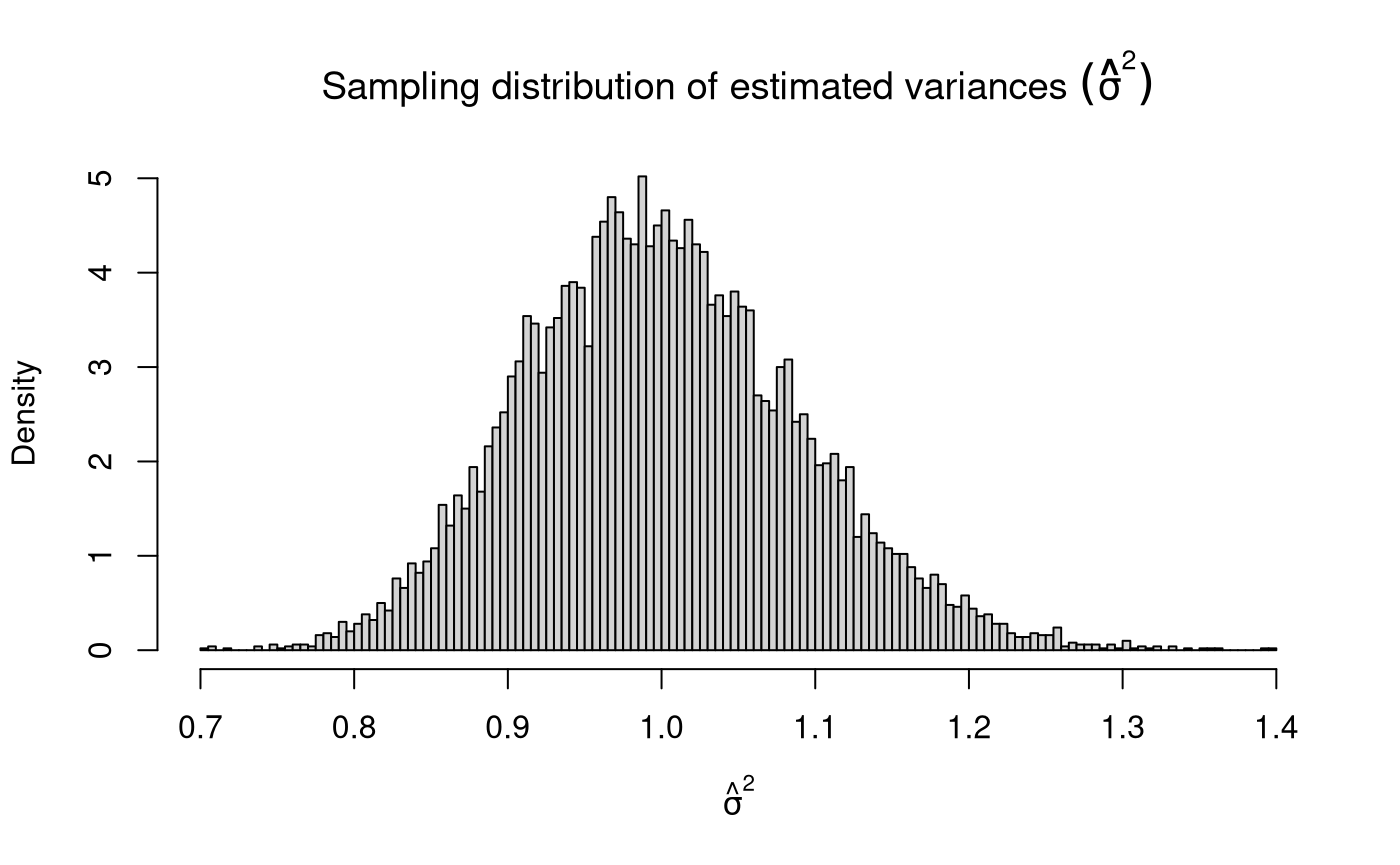 Sampling distribution of estimated variances (σ̂²)
Density
5
4
3
2
1
0
0.7 0.8 0.9 1.0 1.1 1.2 1.3 1.4
σ̂²